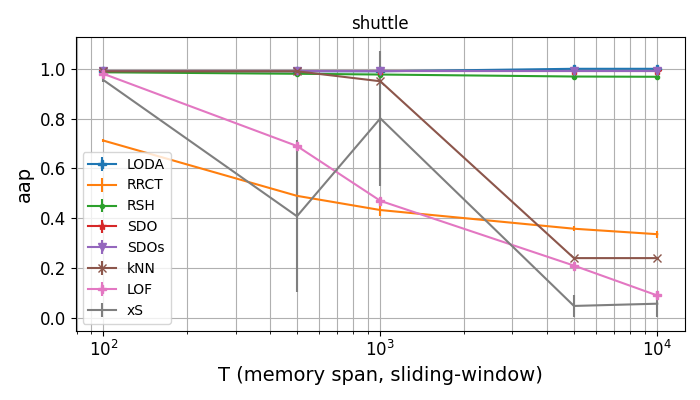 shuttle
aap
1.0
0.8
0.6
0.4
0.2
0.0
LODA
RRCT
RSH
SDO
SDOs
kNN
LOF
xS
10²
10³
10⁴
T (memory span, sliding-window)